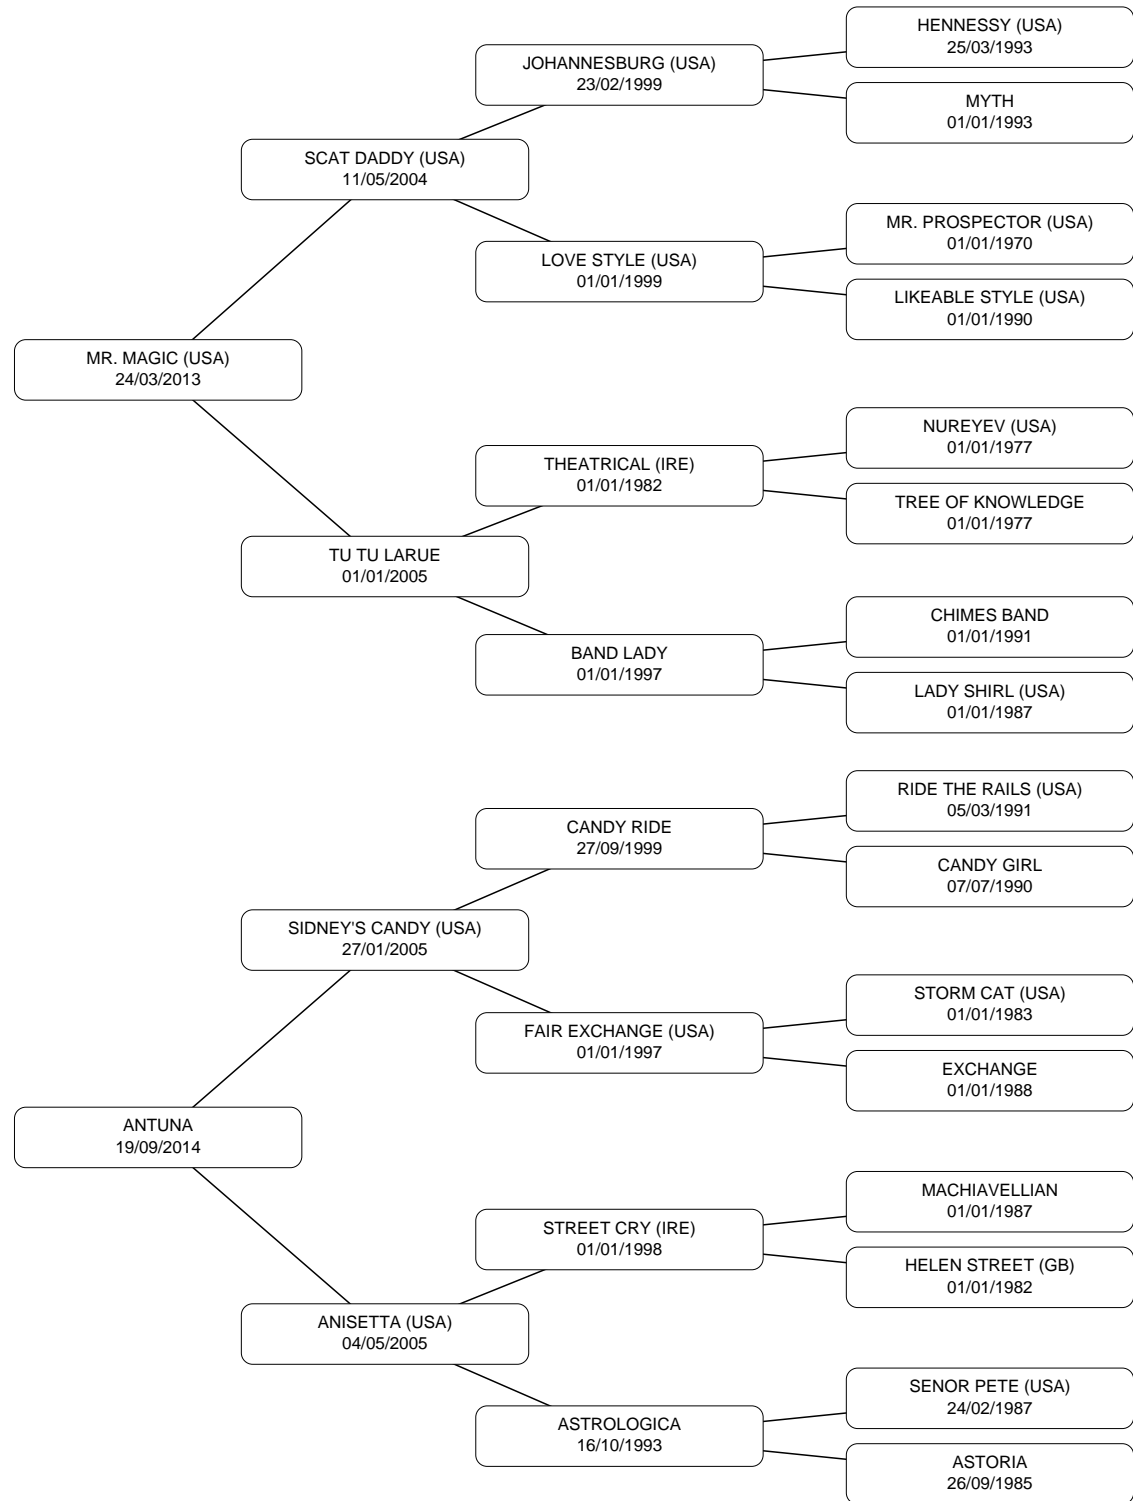 HENNESSY (USA)
25/03/1993
JOHANNESBURG (USA)
23/02/1999
MYTH
01/01/1993
SCAT DADDY (USA)
11/05/2004
MR. PROSPECTOR (USA)
01/01/1970
LOVE STYLE (USA)
01/01/1999
LIKEABLE STYLE (USA)
01/01/1990
MR. MAGIC (USA)
24/03/2013
NUREYEV (USA)
01/01/1977
THEATRICAL (IRE)
01/01/1982
TREE OF KNOWLEDGE
01/01/1977
TU TU LARUE
01/01/2005
CHIMES BAND
01/01/1991
BAND LADY
01/01/1997
LADY SHIRL (USA)
01/01/1987
RIDE THE RAILS (USA)
05/03/1991
CANDY RIDE
27/09/1999
CANDY GIRL
07/07/1990
SIDNEY'S CANDY (USA)
27/01/2005
STORM CAT (USA)
01/01/1983
FAIR EXCHANGE (USA)
01/01/1997
EXCHANGE
01/01/1988
ANTUNA
19/09/2014
MACHIAVELLIAN
01/01/1987
STREET CRY (IRE)
01/01/1998
HELEN STREET (GB)
01/01/1982
ANISETTA (USA)
04/05/2005
SENOR PETE (USA)
24/02/1987
ASTROLOGICA
16/10/1993
ASTORIA
26/09/1985